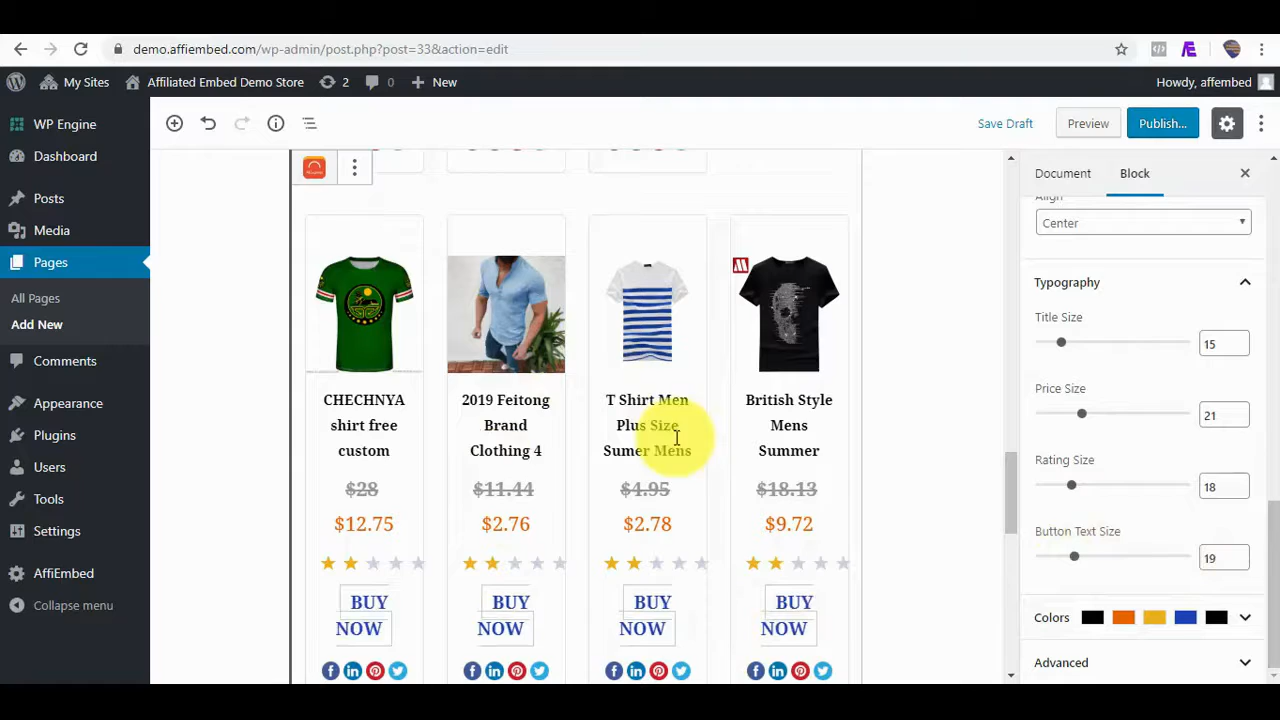 demo.affiembed.com/wp-admin/post.php?post=33&action=edit
My Sites Affiliated Embed Demo Store 2 0 New Howdy, affembed
WP Engine
Dashboard
Posts
Media
Pages
All Pages
Add New
Comments
Appearance
Plugins
Users
Tools
Settings
AffiEmbed
Collapse menu
Save Draft Preview Publish...
CHECHNYA
shirt free
custom
$28
$12.75
BUY
NOW
2019 Feitong
Brand
Clothing 4
$11.44
$2.76
BUY
NOW
T Shirt Men
Plus Size
Sumer Mens
$4.95
$2.78
BUY
NOW
British Style
Mens
Summer
$18.13
$9.72
BUY
NOW
Document Block
Align
Center
Typography
Title Size
15
Price Size
21
Rating Size
18
Button Text Size
19
Colors
Advanced